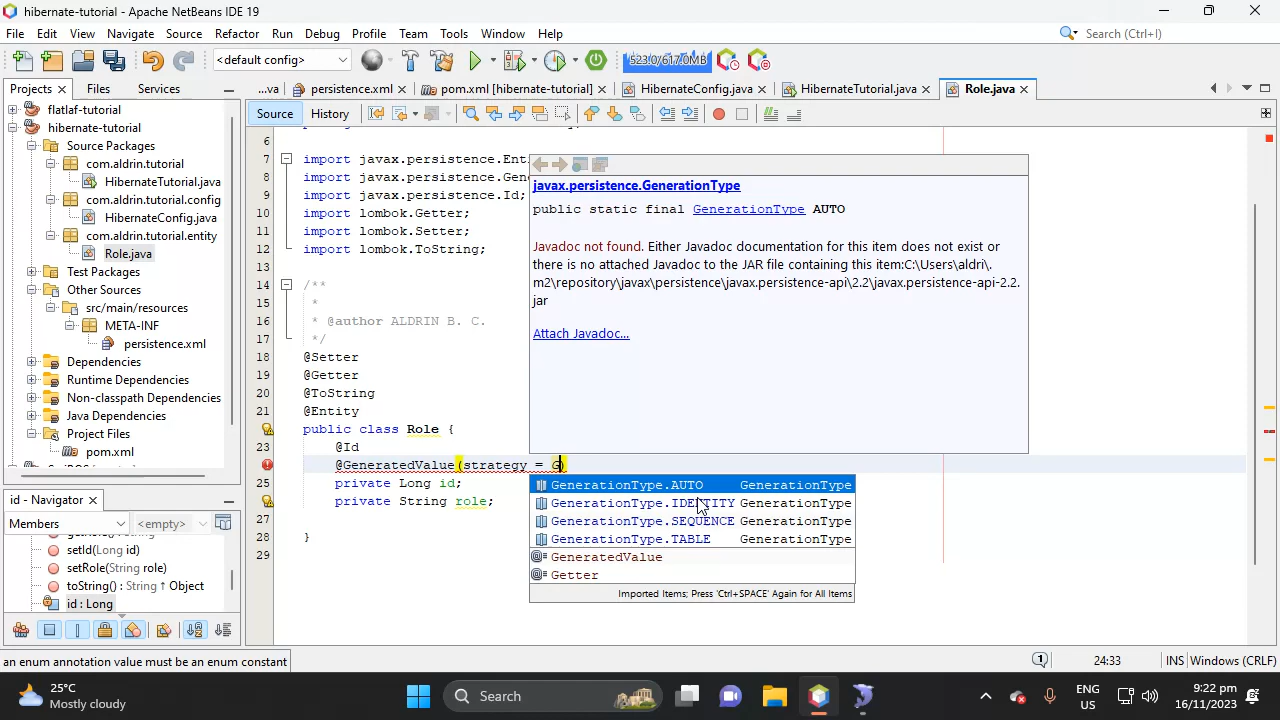 hibernate-tutorial - Apache NetBeans IDE 19
File Edit View Navigate Source Refactor Run Debug Profile Team Tools Window Help
Search (Ctrl+I)
<default config>
523.0/617.0MB
Projects Files Services
...va persistence.xml pom.xml [hibernate-tutorial] HibernateConfig.java HibernateTutorial.java Role.java
Source History
flatlaf-tutorial
hibernate-tutorial
Source Packages
com.aldrin.tutorial
HibernateTutorial.java
com.aldrin.tutorial.config
HibernateConfig.java
com.aldrin.tutorial.entity
Role.java
Test Packages
Other Sources
src/main/resources
META-INF
persistence.xml
Dependencies
Runtime Dependencies
Non-classpath Dependencies
Java Dependencies
Project Files
pom.xml
id - Navigator
Members <empty>
setId(Long id)
setRole(String role)
toString() : String ↑ Object
id : Long
6
7 import javax.persistence.Enti
8 import javax.persistence.Gene
9 import javax.persistence.Id;
10 import lombok.Getter;
11 import lombok.Setter;
12 import lombok.ToString;
13
14 /**
15 *
16 * @author ALDRIN B. C.
17 */
18 @Setter
19 @Getter
20 @ToString
21 @Entity
public class Role {
23 @Id
@GeneratedValue(strategy = G)
25 private Long id;
private String role;
27
28 }
29
javax.persistence.GenerationType
public static final GenerationType AUTO
Javadoc not found. Either Javadoc documentation for this item does not exist or
there is no attached Javadoc to the JAR file containing this item:C:\Users\aldri\.
m2\repository\javax\persistence\javax.persistence-api\2.2\javax.persistence-api-2.2.
jar
Attach Javadoc...
GenerationType.AUTO GenerationType
GenerationType.IDENTITY GenerationType
GenerationType.SEQUENCE GenerationType
GenerationType.TABLE GenerationType
GeneratedValue
Getter
Imported Items; Press 'Ctrl+SPACE' Again for All Items
an enum annotation value must be an enum constant
1 24:33 INS Windows (CRLF)
25°C
Mostly cloudy
Search
ENG
US
9:22 pm
16/11/2023